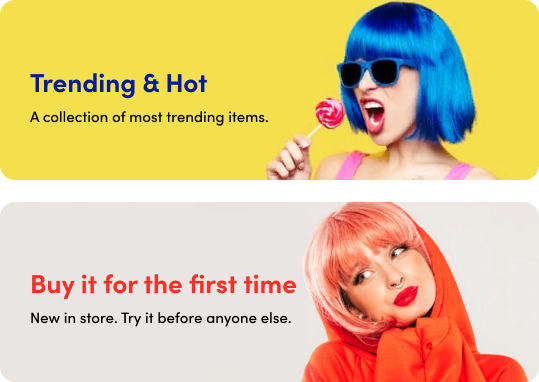 Trending & Hot
A collection of most trending items.
Buy it for the first time
New in store. Try it before anyone else.